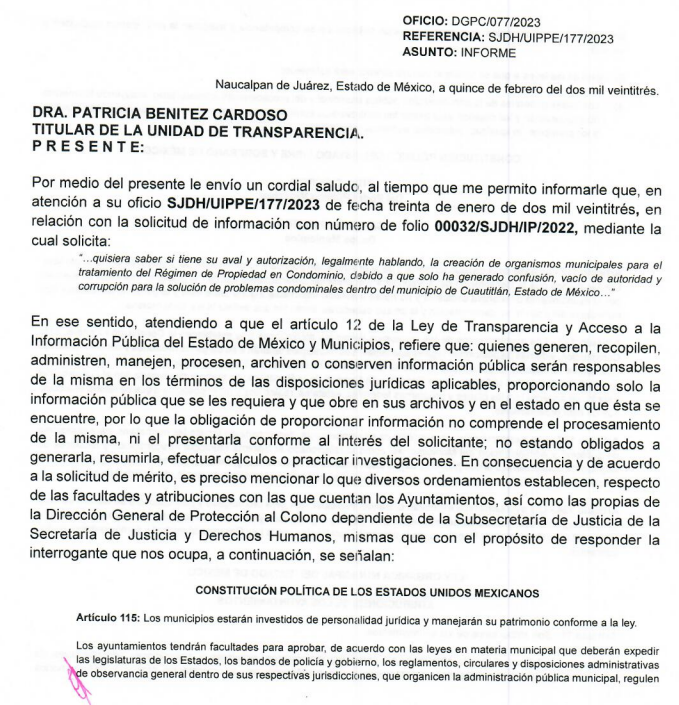 OFICIO: DGPC/077/2023
REFERENCIA: SJDH/UIPPE/177/2023
ASUNTO: INFORME
Naucalpan de Juárez, Estado de México, a quince de febrero del dos mil veintitrés.
DRA. PATRICIA BENITEZ CARDOSO
TITULAR DE LA UNIDAD DE TRANSPARENCIA.
P R E S E N T E:
Por medio del presente le envío un cordial saludo, al tiempo que me permito informarle que, en
atención a su oficio SJDH/UIPPE/177/2023 de fecha treinta de enero de dos mil veintitrés, en
relación con la solicitud de información con número de folio 00032/SJDH/IP/2022, mediante la
cual solicita:
"...quisiera saber si tiene su aval y autorización, legalmente hablando, la creación de organismos municipales para el
tratamiento del Régimen de Propiedad en Condominio, debido a que solo ha generado confusión, vacío de autoridad y
corrupción para la solución de problemas condominales dentro del municipio de Cuautitlán, Estado de México..."
En ese sentido, atendiendo a que el artículo 12 de la Ley de Transparencia y Acceso a la
Información Pública del Estado de México y Municipios, refiere que: quienes generen, recopilen,
administren, manejen, procesen, archiven o conserven información pública serán responsables
de la misma en los términos de las disposiciones jurídicas aplicables, proporcionando solo la
información pública que se les requiera y que obre en sus archivos y en el estado en que ésta se
encuentre, por lo que la obligación de proporcionar información no comprende el procesamiento
de la misma, ni el presentarla conforme al interés del solicitante; no estando obligados a
generarla, resumirla, efectuar cálculos o practicar investigaciones. En consecuencia y de acuerdo
a la solicitud de mérito, es preciso mencionar lo que diversos ordenamientos establecen, respecto
de las facultades y atribuciones con las que cuentan los Ayuntamientos, así como las propias de
la Dirección General de Protección al Colono dependiente de la Subsecretaría de Justicia de la
Secretaría de Justicia y Derechos Humanos, mismas que con el propósito de responder la
interrogante que nos ocupa, a continuación, se señalan:
CONSTITUCIÓN POLÍTICA DE LOS ESTADOS UNIDOS MEXICANOS
Artículo 115: Los municipios estarán investidos de personalidad jurídica y manejarán su patrimonio conforme a la ley.
Los ayuntamientos tendrán facultades para aprobar, de acuerdo con las leyes en materia municipal que deberán expedir
las legislaturas de los Estados, los bandos de policía y gobierno, los reglamentos, circulares y disposiciones administrativas
de observancia general dentro de sus respectivas jurisdicciones, que organicen la administración pública municipal, regulen